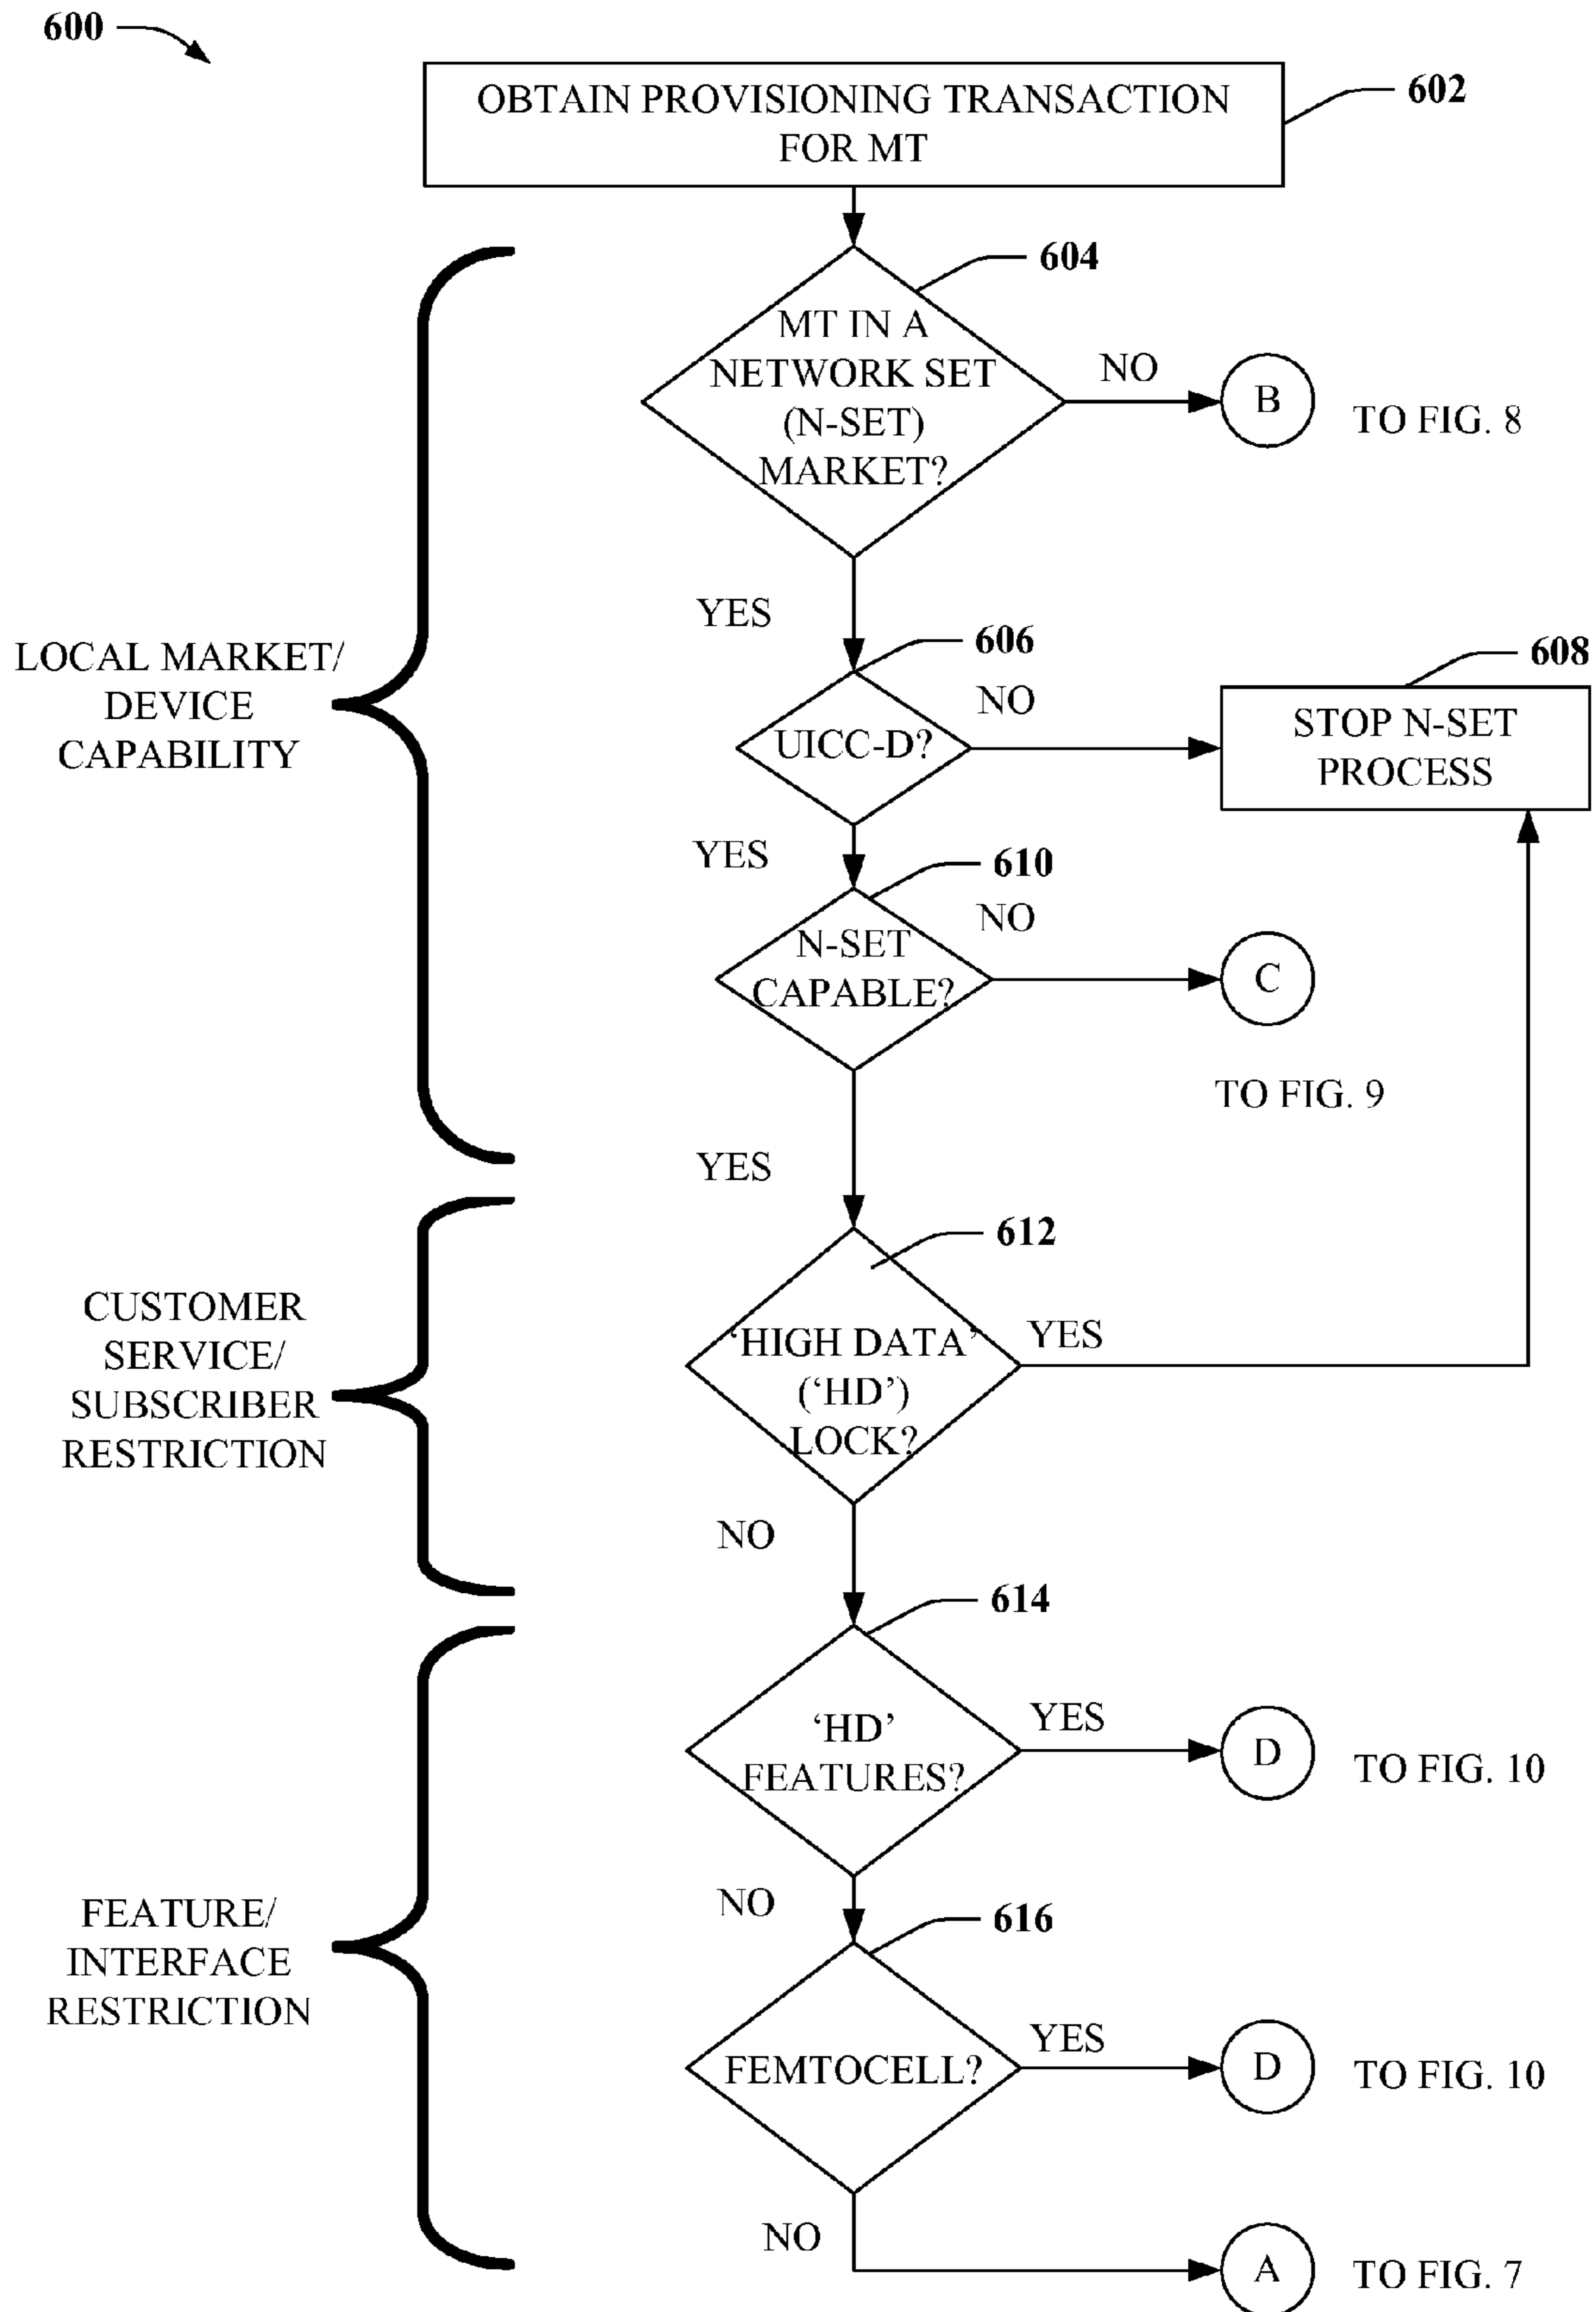 600
OBTAIN PROVISIONING TRANSACTION
FOR MT
602
604
MT IN A
NETWORK SET
(N-SET)
MARKET?
NO
B
TO FIG. 8
YES
LOCAL MARKET/
DEVICE
CAPABILITY
606
UICC-D?
NO
608
STOP N-SET
PROCESS
YES
610
N-SET
CAPABLE?
NO
C
TO FIG. 9
YES
CUSTOMER
SERVICE/
SUBSCRIBER
RESTRICTION
612
‘HIGH DATA’
(‘HD’)
LOCK?
YES
NO
614
‘HD’
FEATURES?
YES
D
TO FIG. 10
NO
FEATURE/
INTERFACE
RESTRICTION
616
FEMTOCELL?
YES
D
TO FIG. 10
NO
A
TO FIG. 7